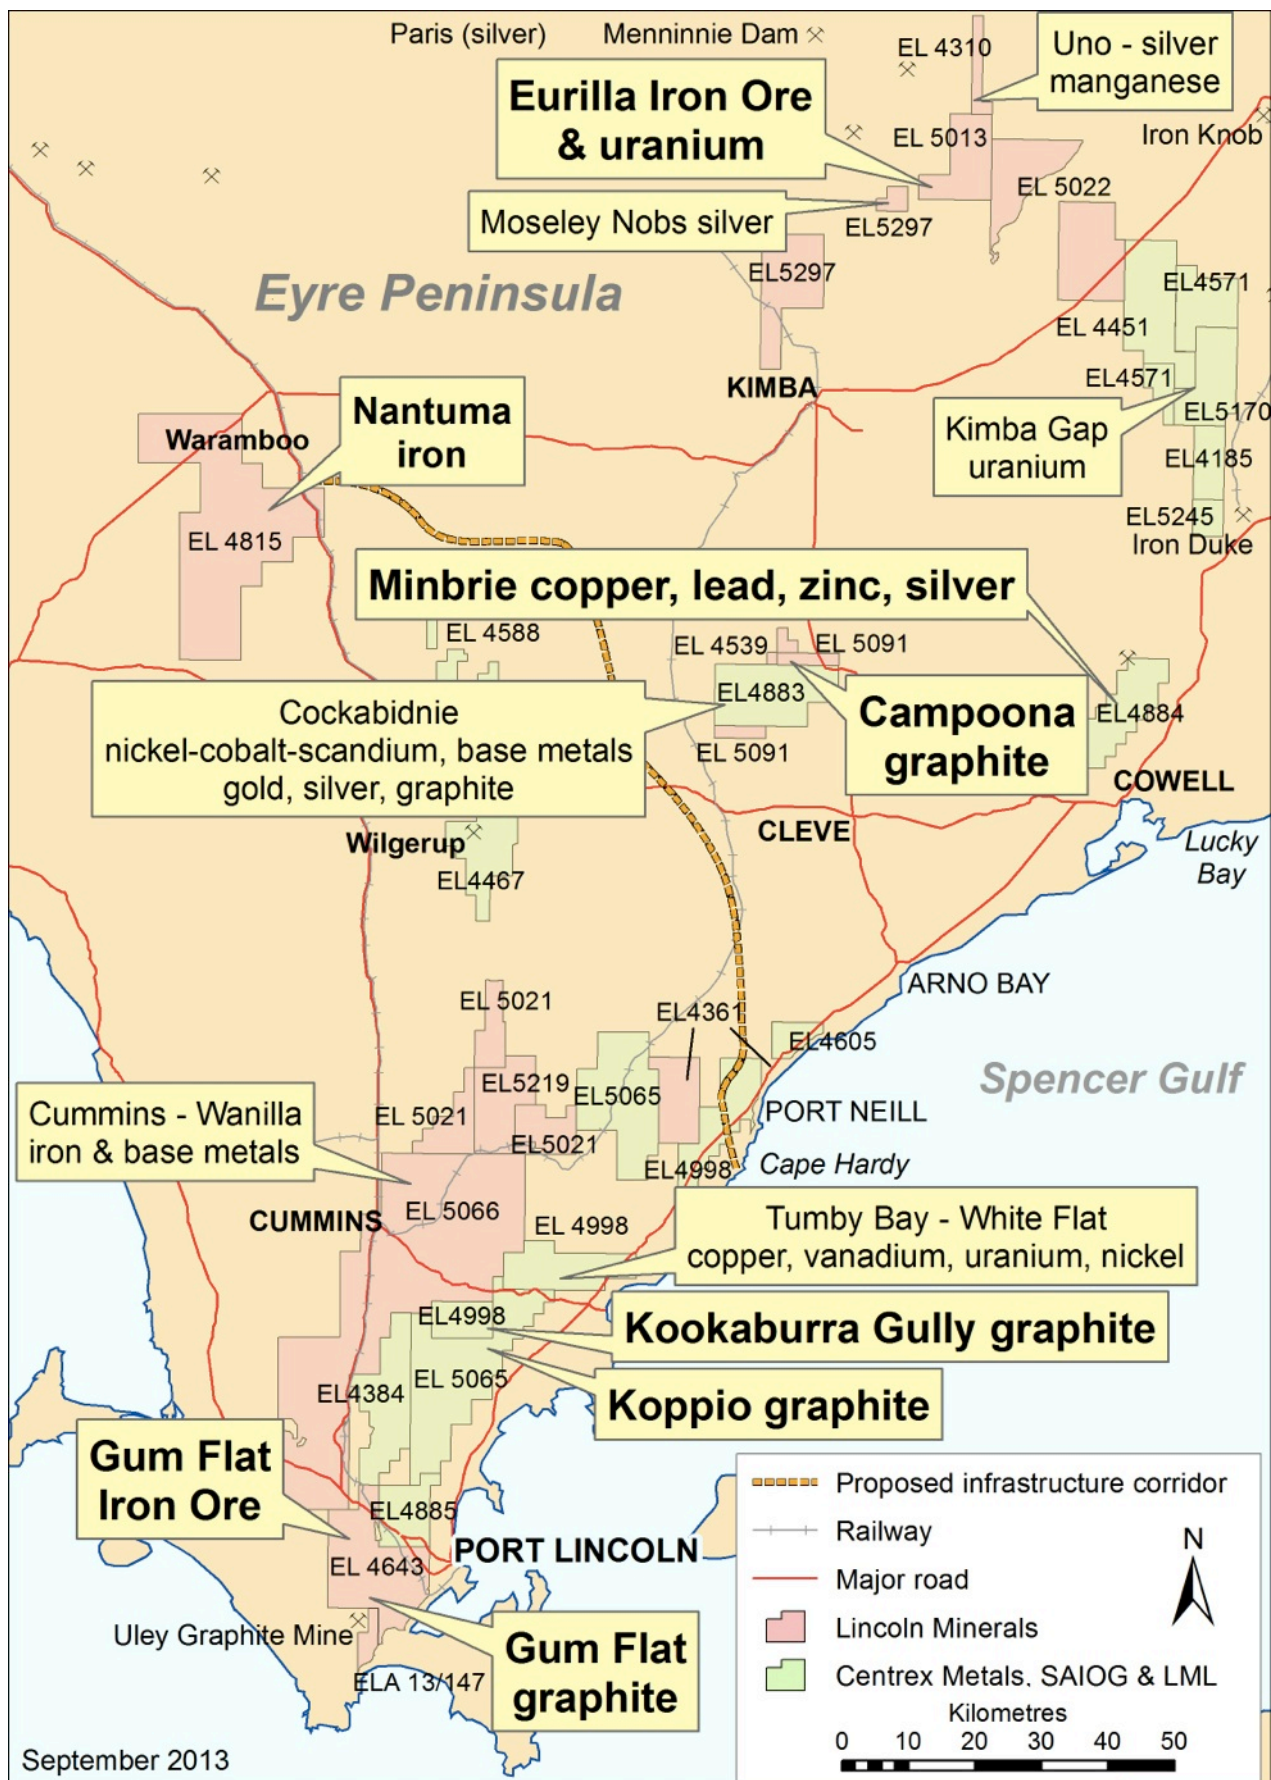 Paris (silver)
Menninnie Dam
EL 4310
Uno - silver
manganese
Eurilla Iron Ore
& uranium
EL 5013
Iron Knob
EL 5022
Moseley Nobs silver
EL5297
EL5297
Eyre Peninsula
EL4571
EL 4451
KIMBA
EL4571
Nantuma
iron
EL5170
Kimba Gap
uranium
Waramboo
EL4185
EL5245
Iron Duke
EL 4815
Minbrie copper, lead, zinc, silver
EL 4588
EL 4539
EL 5091
EL4883
Cockabidnie
nickel-cobalt-scandium, base metals
gold, silver, graphite
Campoona
graphite
EL4884
EL 5091
COWELL
CLEVE
Wilgerup
Lucky
Bay
EL4467
ARNO BAY
EL 5021
EL4361
EL4605
Spencer Gulf
EL5219
EL5065
Cummins - Wanilla
iron & base metals
EL 5021
PORT NEILL
EL5021
EL4998
Cape Hardy
EL 5066
CUMMINS
EL 4998
Tumby Bay - White Flat
copper, vanadium, uranium, nickel
EL4998
Kookaburra Gully graphite
EL4384
EL 5065
Koppio graphite
Gum Flat
Iron Ore
EL4885
PORT LINCOLN
EL 4643
Uley Graphite Mine
Gum Flat
graphite
ELA 13/147
Proposed infrastructure corridor
Railway
N
Major road
Lincoln Minerals
Centrex Metals, SAIOG & LML
Kilometres
0 10 20 30 40 50
September 2013